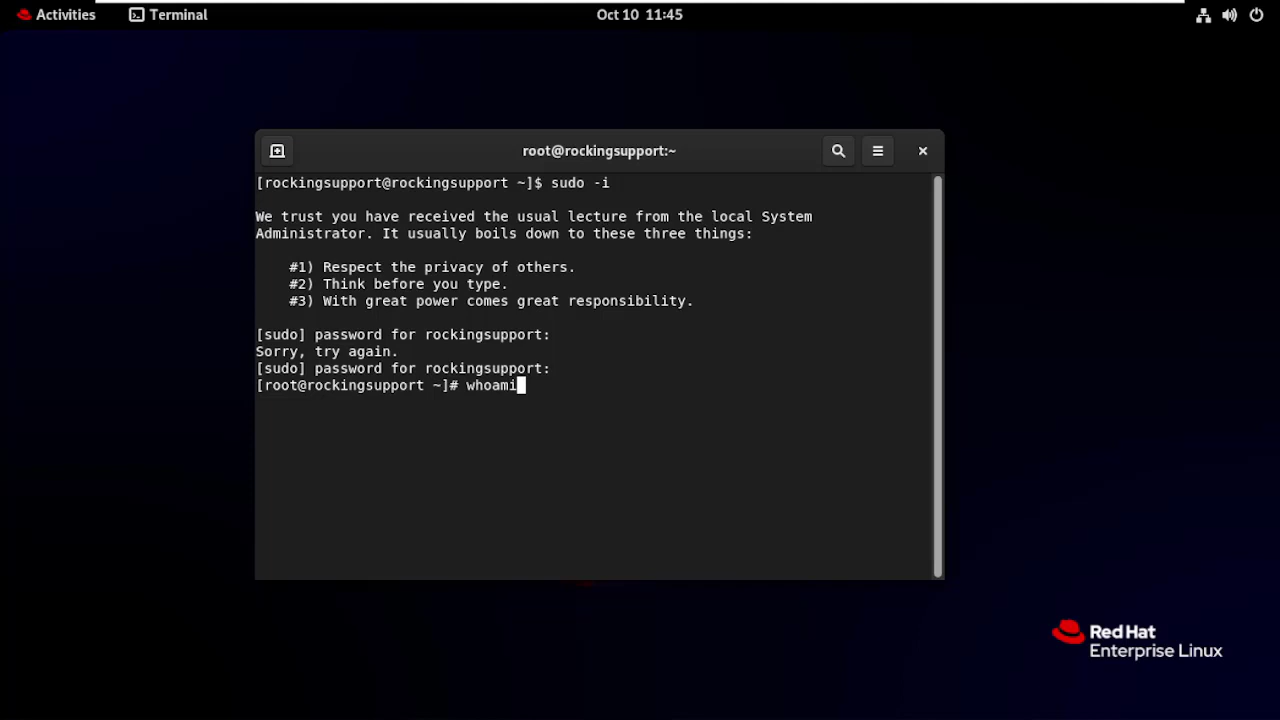 Activities Terminal Oct 10 11:45
root@rockingsupport:~
[rockingsupport@rockingsupport ~]$ sudo -i
We trust you have received the usual lecture from the local System
Administrator. It usually boils down to these three things:
#1) Respect the privacy of others.
#2) Think before you type.
#3) With great power comes great responsibility.
[sudo] password for rockingsupport:
Sorry, try again.
[sudo] password for rockingsupport:
[root@rockingsupport ~]# whoami
Red Hat
Enterprise Linux